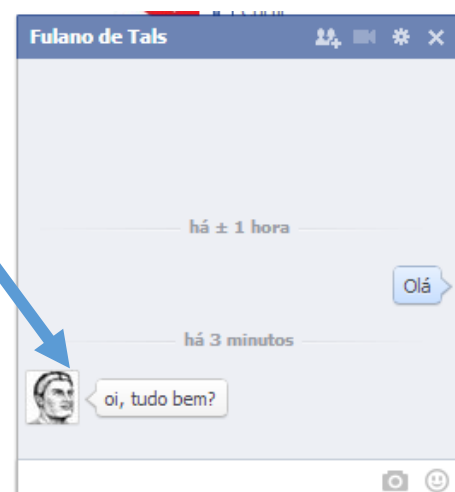 Fulano de Tals
há ± 1 hora
Olá
há 3 minutos
oi, tudo bem?